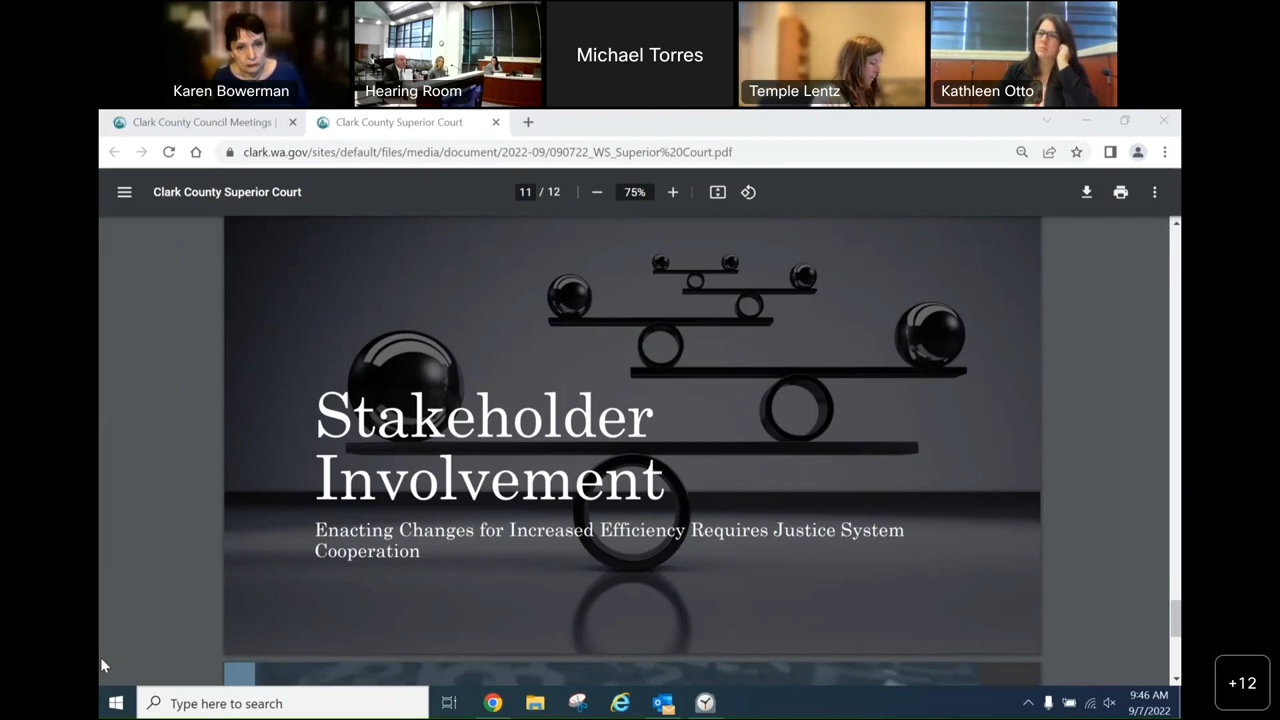 Karen Bowerman
Hearing Room
Michael Torres
Temple Lentz
Kathleen Otto
Clark County Council Meetings |
Clark County Superior Court
clark.wa.gov/sites/default/files/media/document/2022-09/090722_WS_Superior%20Court.pdf
Clark County Superior Court
11 / 12
75%
Stakeholder
Involvement
Enacting Changes for Increased Efficiency Requires Justice System
Cooperation
+12
Type here to search
9:46 AM
9/7/2022